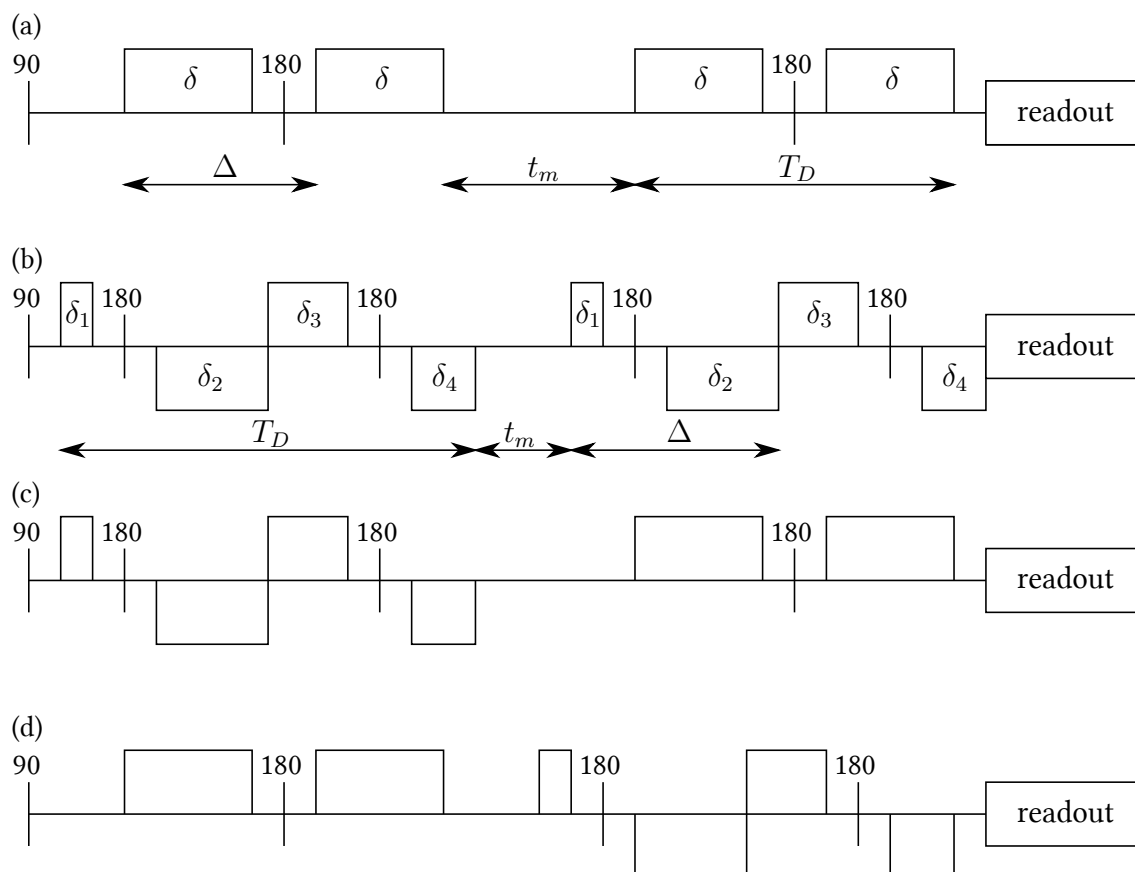 (a)
90 δ 180 δ δ 180 δ readout
Δ t_m T_D
(b)
90 δ_1 180 δ_2 δ_3 180 δ_4 δ_1 180 δ_2 δ_3 180 δ_4 readout
T_D t_m Δ
(c)
90 180 180 180 readout
(d)
90 180 180 180 readout